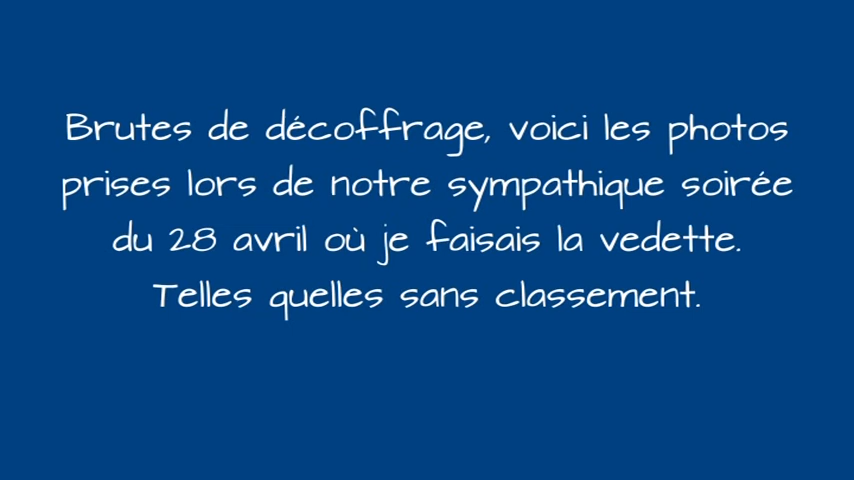 Brutes de décoffrage, voici les photos
prises lors de notre sympathique soirée
du 28 avril où je faisais la vedette.
Telles quelles sans classement.